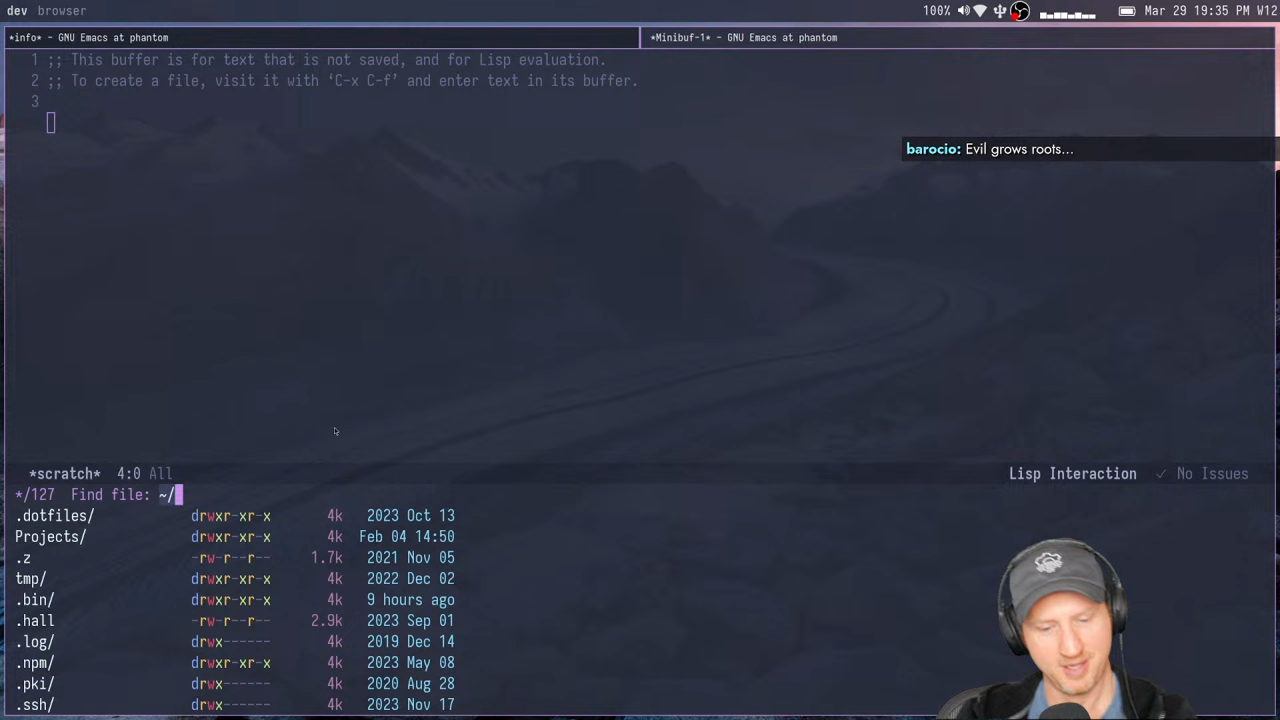 dev browser
100% Mar 29 19:35 PM W12
*info* - GNU Emacs at phantom
*Minibuf-1* - GNU Emacs at phantom
1 ;; This buffer is for text that is not saved, and for Lisp evaluation.
2 ;; To create a file, visit it with ‘C-x C-f’ and enter text in its buffer.
3
barocio: Evil grows roots...
*scratch* 4:0 All
Lisp Interaction ✓ No Issues
*/127 Find file: ~/
.dotfiles/ drwxr-xr-x 4k 2023 Oct 13
Projects/ drwxr-xr-x 4k Feb 04 14:50
.z -rw-r--r-- 1.7k 2021 Nov 05
tmp/ drwxr-xr-x 4k 2022 Dec 02
.bin/ drwxr-xr-x 4k 9 hours ago
.hall -rw-r--r-- 2.9k 2023 Sep 01
.log/ drwx------ 4k 2019 Dec 14
.npm/ drwxr-xr-x 4k 2023 May 08
.pki/ drwx------ 4k 2020 Aug 28
.ssh/ drwx------ 4k 2023 Nov 17